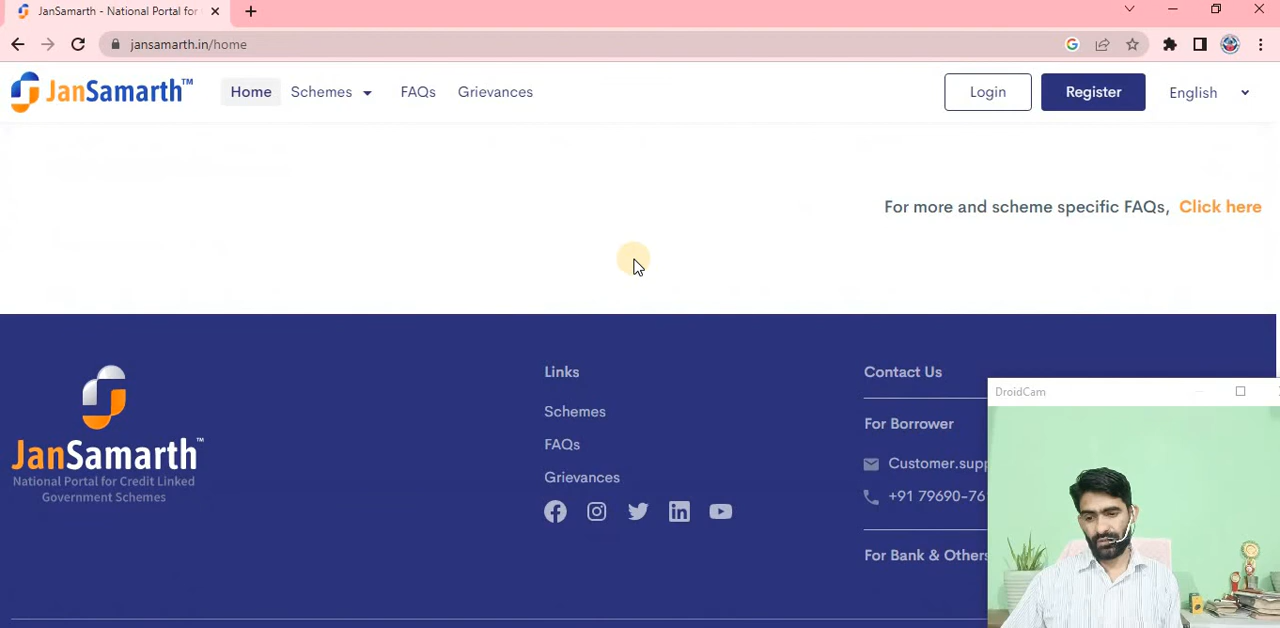 JanSamarth - National Portal for
jansamarth.in/home
JanSamarth™
Home
Schemes
FAQs
Grievances
Login
Register
English
For more and scheme specific FAQs, Click here
JanSamarth™
National Portal for Credit Linked
Government Schemes
Links
Schemes
FAQs
Grievances
Contact Us
For Borrower
Customer.supp
+91 79690-76
For Bank & Others
DroidCam